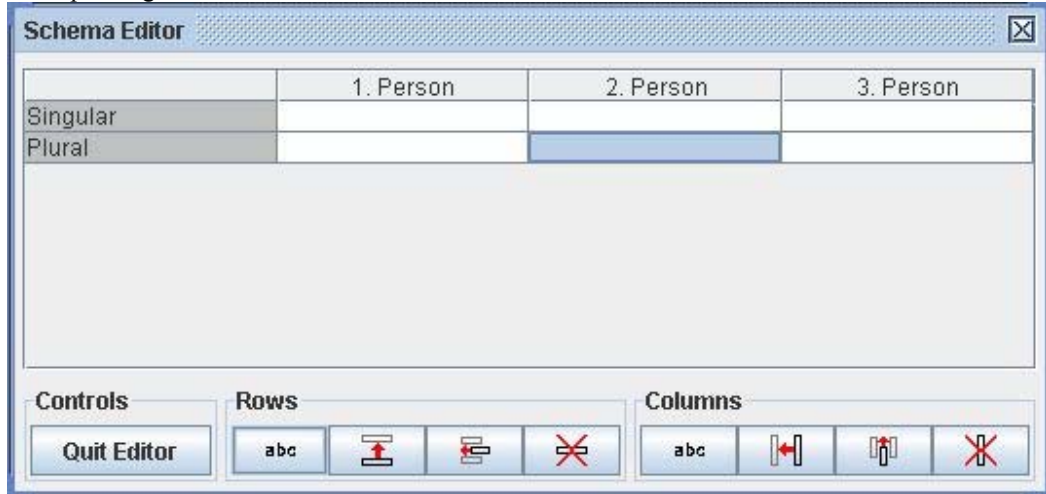 Schema Editor
1. Person 2. Person 3. Person
Singular
Plural
Controls Rows Columns
Quit Editor abc abc